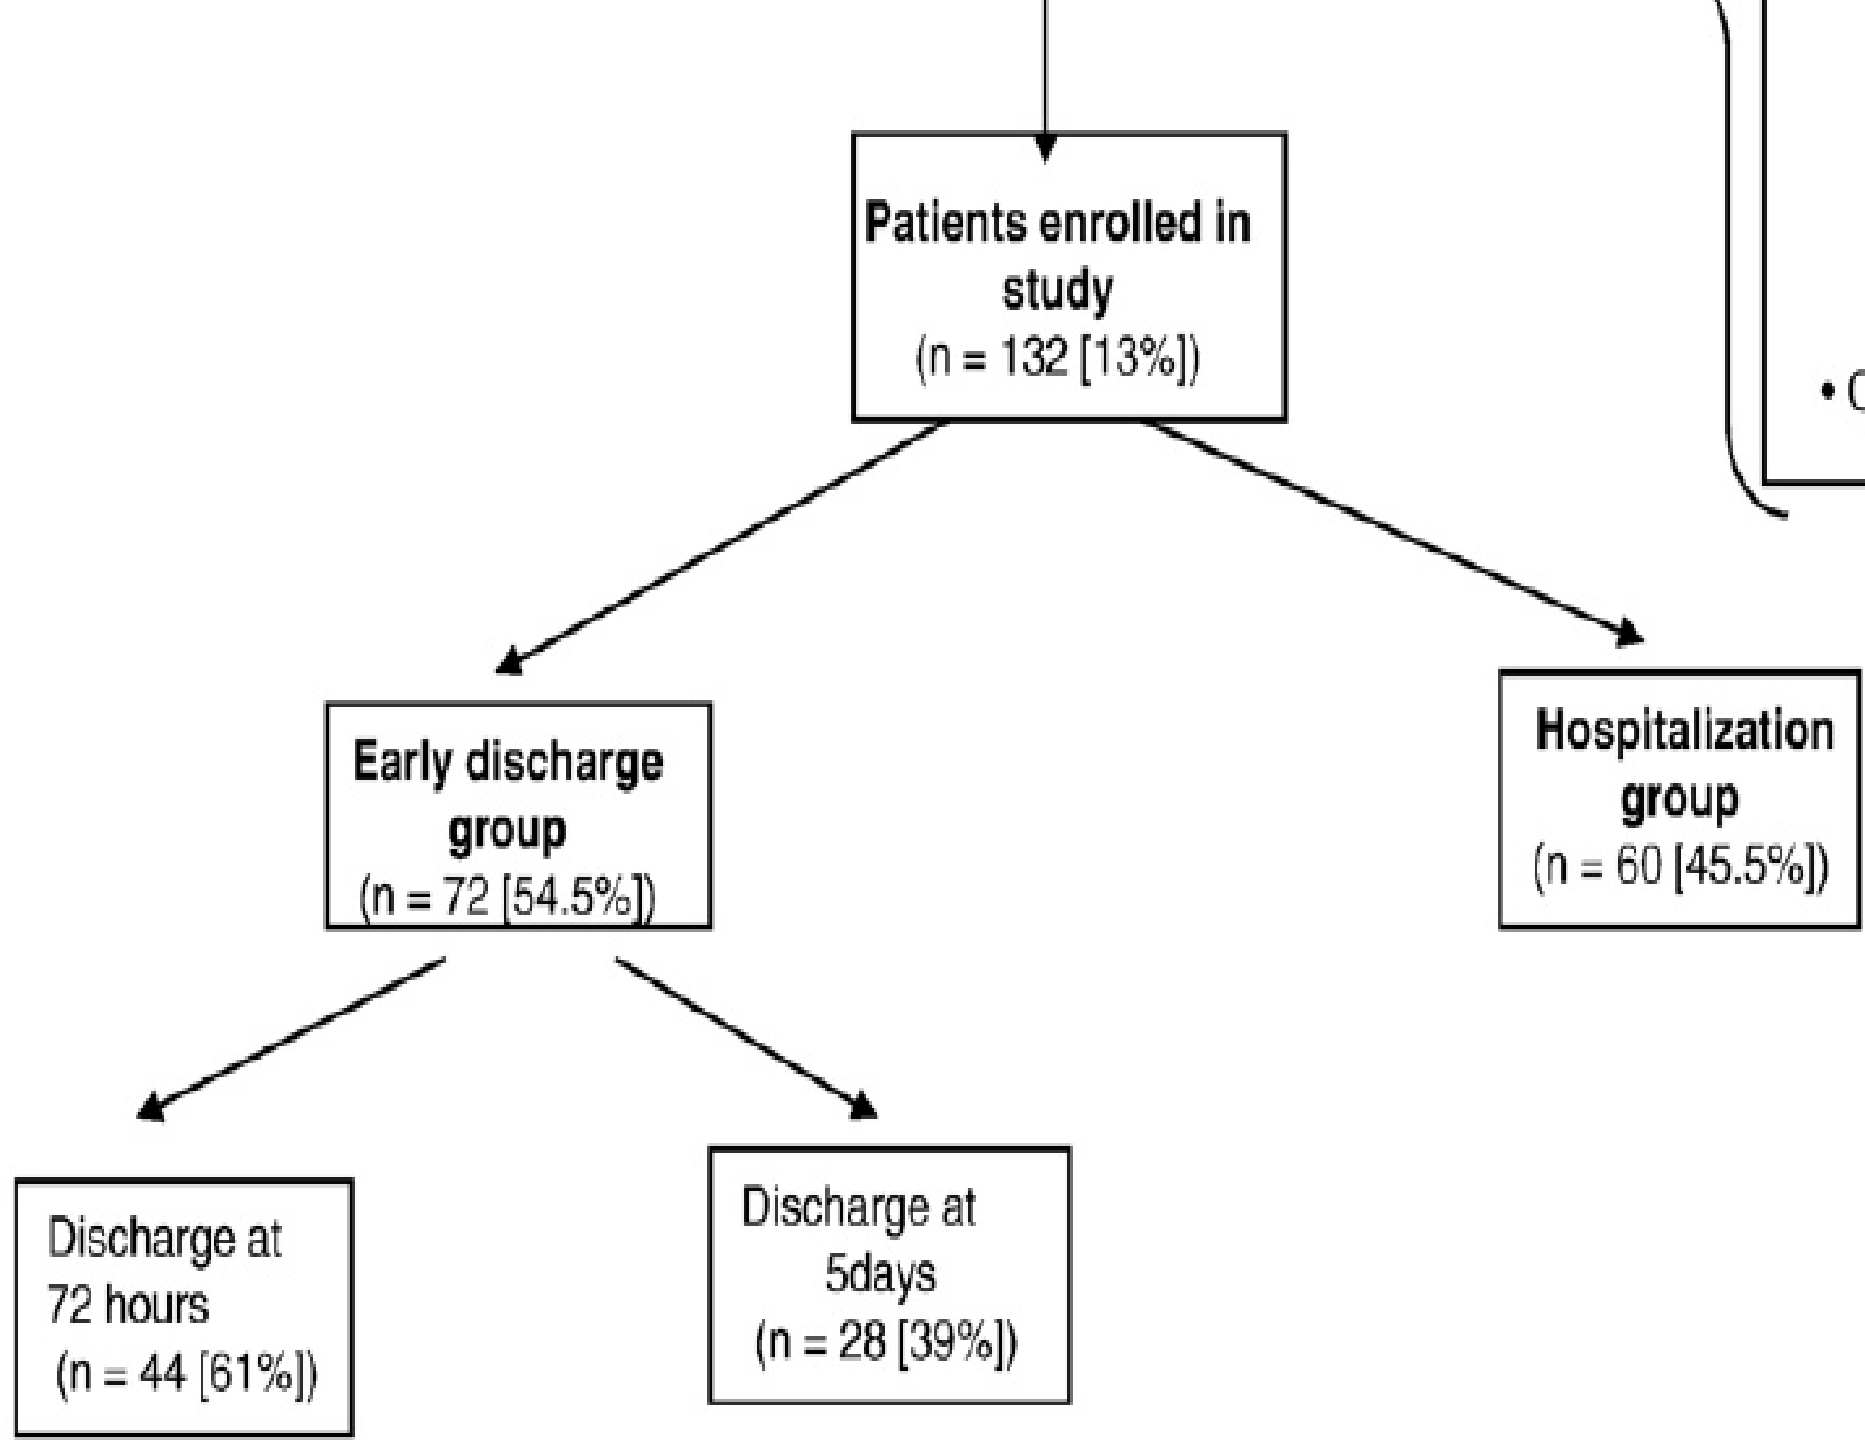 Patients enrolled in
study
(n = 132 [13%])
Early discharge
group
(n = 72 [54.5%])
Hospitalization
group
(n = 60 [45.5%])
Discharge at
72 hours
(n = 44 [61%])
Discharge at
5days
(n = 28 [39%])